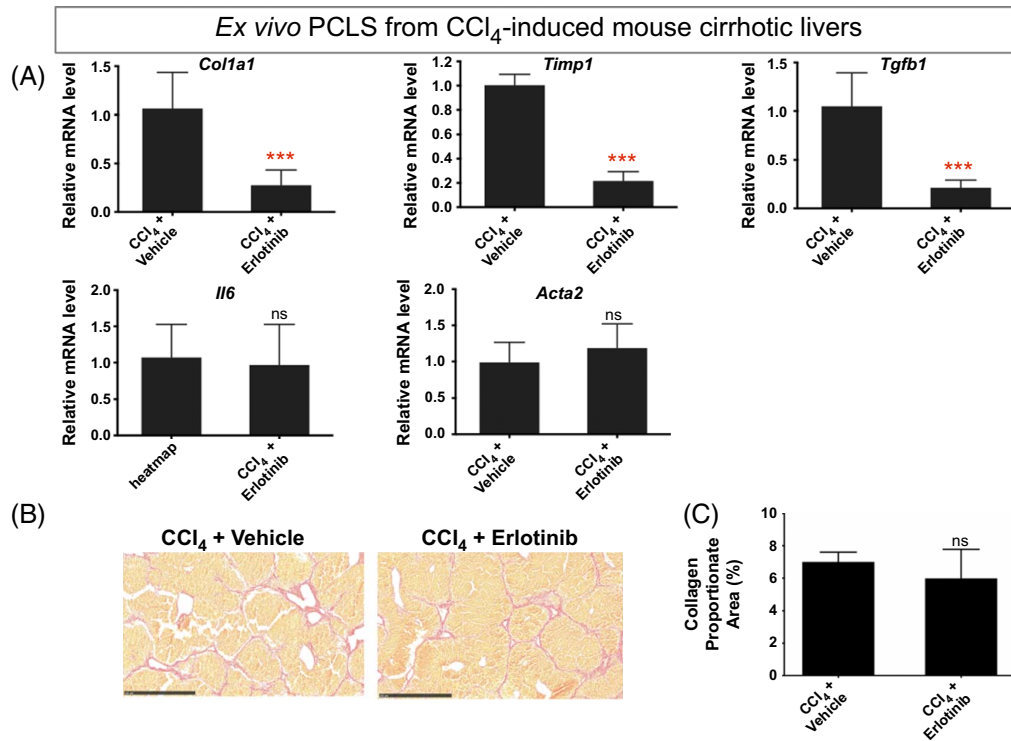 Ex vivo PCLS from CCl4-induced mouse cirrhotic livers
(A)
Col1a1
Relative mRNA level
1.5
1.0
0.5
0.0
CCl4 +
Vehicle
CCl4 +
Erlotinib
***
Timp1
Relative mRNA level
1.2
1.0
0.8
0.6
0.4
0.2
0.0
CCl4 +
Vehicle
CCl4 +
Erlotinib
***
Tgfb1
Relative mRNA level
1.5
1.0
0.5
0.0
CCl4 +
Vehicle
CCl4 +
Erlotinib
***
Il6
Relative mRNA level
2.0
1.5
1.0
0.5
0.0
heatmap
CCl4 +
Erlotinib
ns
Acta2
Relative mRNA level
2.0
1.5
1.0
0.5
0.0
CCl4 +
Vehicle
CCl4 +
Erlotinib
ns
(B)
CCl4 + Vehicle
CCl4 + Erlotinib
(C)
Collagen
Proportionate
Area (%)
10
8
6
4
2
0
CCl4 +
Vehicle
CCl4 +
Erlotinib
ns